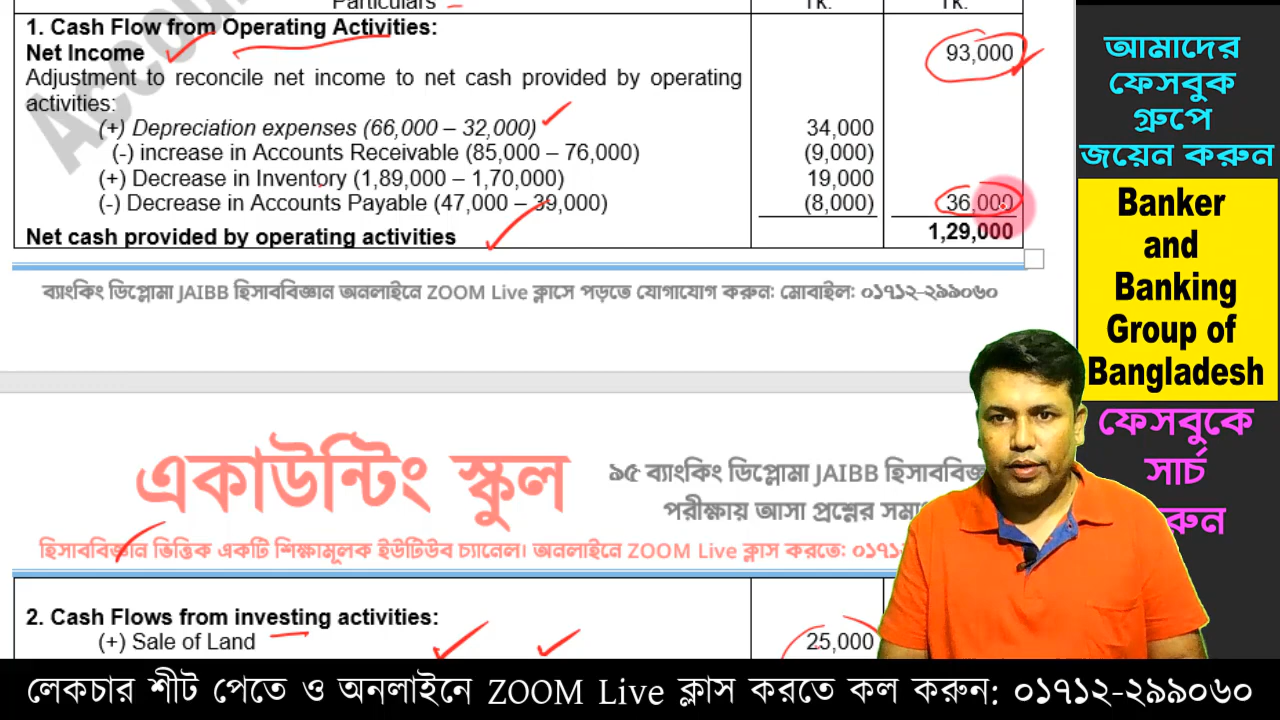 Particulars Tk. Tk.
1. Cash Flow from Operating Activities:
Net Income 93,000
Adjustment to reconcile net income to net cash provided by operating
activities:
(+) Depreciation expenses (66,000 – 32,000) 34,000
(-) increase in Accounts Receivable (85,000 – 76,000) (9,000)
(+) Decrease in Inventory (1,89,000 – 1,70,000) 19,000
(-) Decrease in Accounts Payable (47,000 – 39,000) (8,000) 36,000
Net cash provided by operating activities 1,29,000
ব্যাংকিং ডিপ্লোমা JAIBB হিসাববিজ্ঞান অনলাইনে ZOOM Live ক্লাসে পড়তে যোগাযোগ করুন: মোবাইল: ০১৭১২-২৯৯০৬০
একাউন্টিং স্কুল
৯৫ ব্যাংকিং ডিপ্লোমা JAIBB
পরীক্ষায় আসা প্রশ্নের
হিসাববিজ্ঞান ভিত্তিক একটি শিক্ষামূলক ইউটিউব চ্যানেল। অনলাইনে ZOOM Live ক্লাস করতে:
2. Cash Flows from investing activities:
(+) Sale of Land 25,000
আমাদের
ফেসবুক
গ্রুপে
জয়েন করুন
Banker
and
Banking
Group of
Bangladesh
ফেসবুকে
সার্চ
লেকচার শীট পেতে ও অনলাইনে ZOOM Live ক্লাস করতে কল করুন: ০১৭১২-২৯৯০৬০